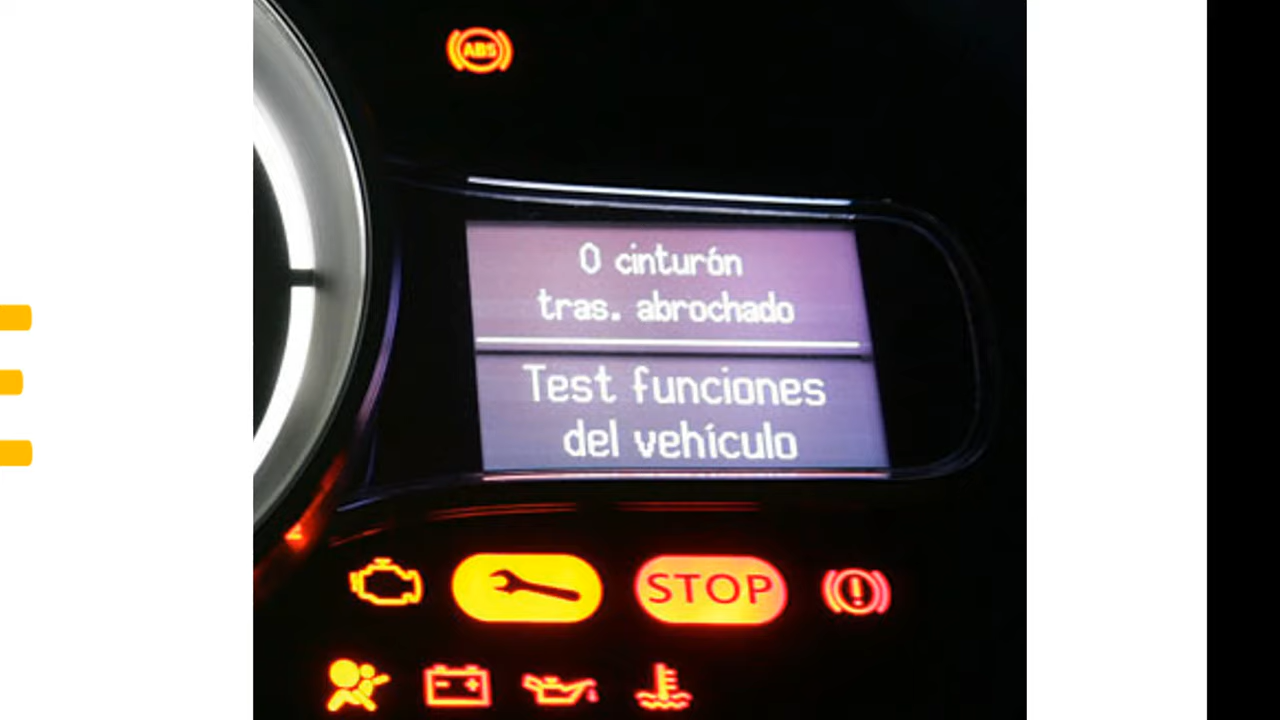 ABS
0 cinturón
tras. abrochado
Test funciones
del vehículo
STOP